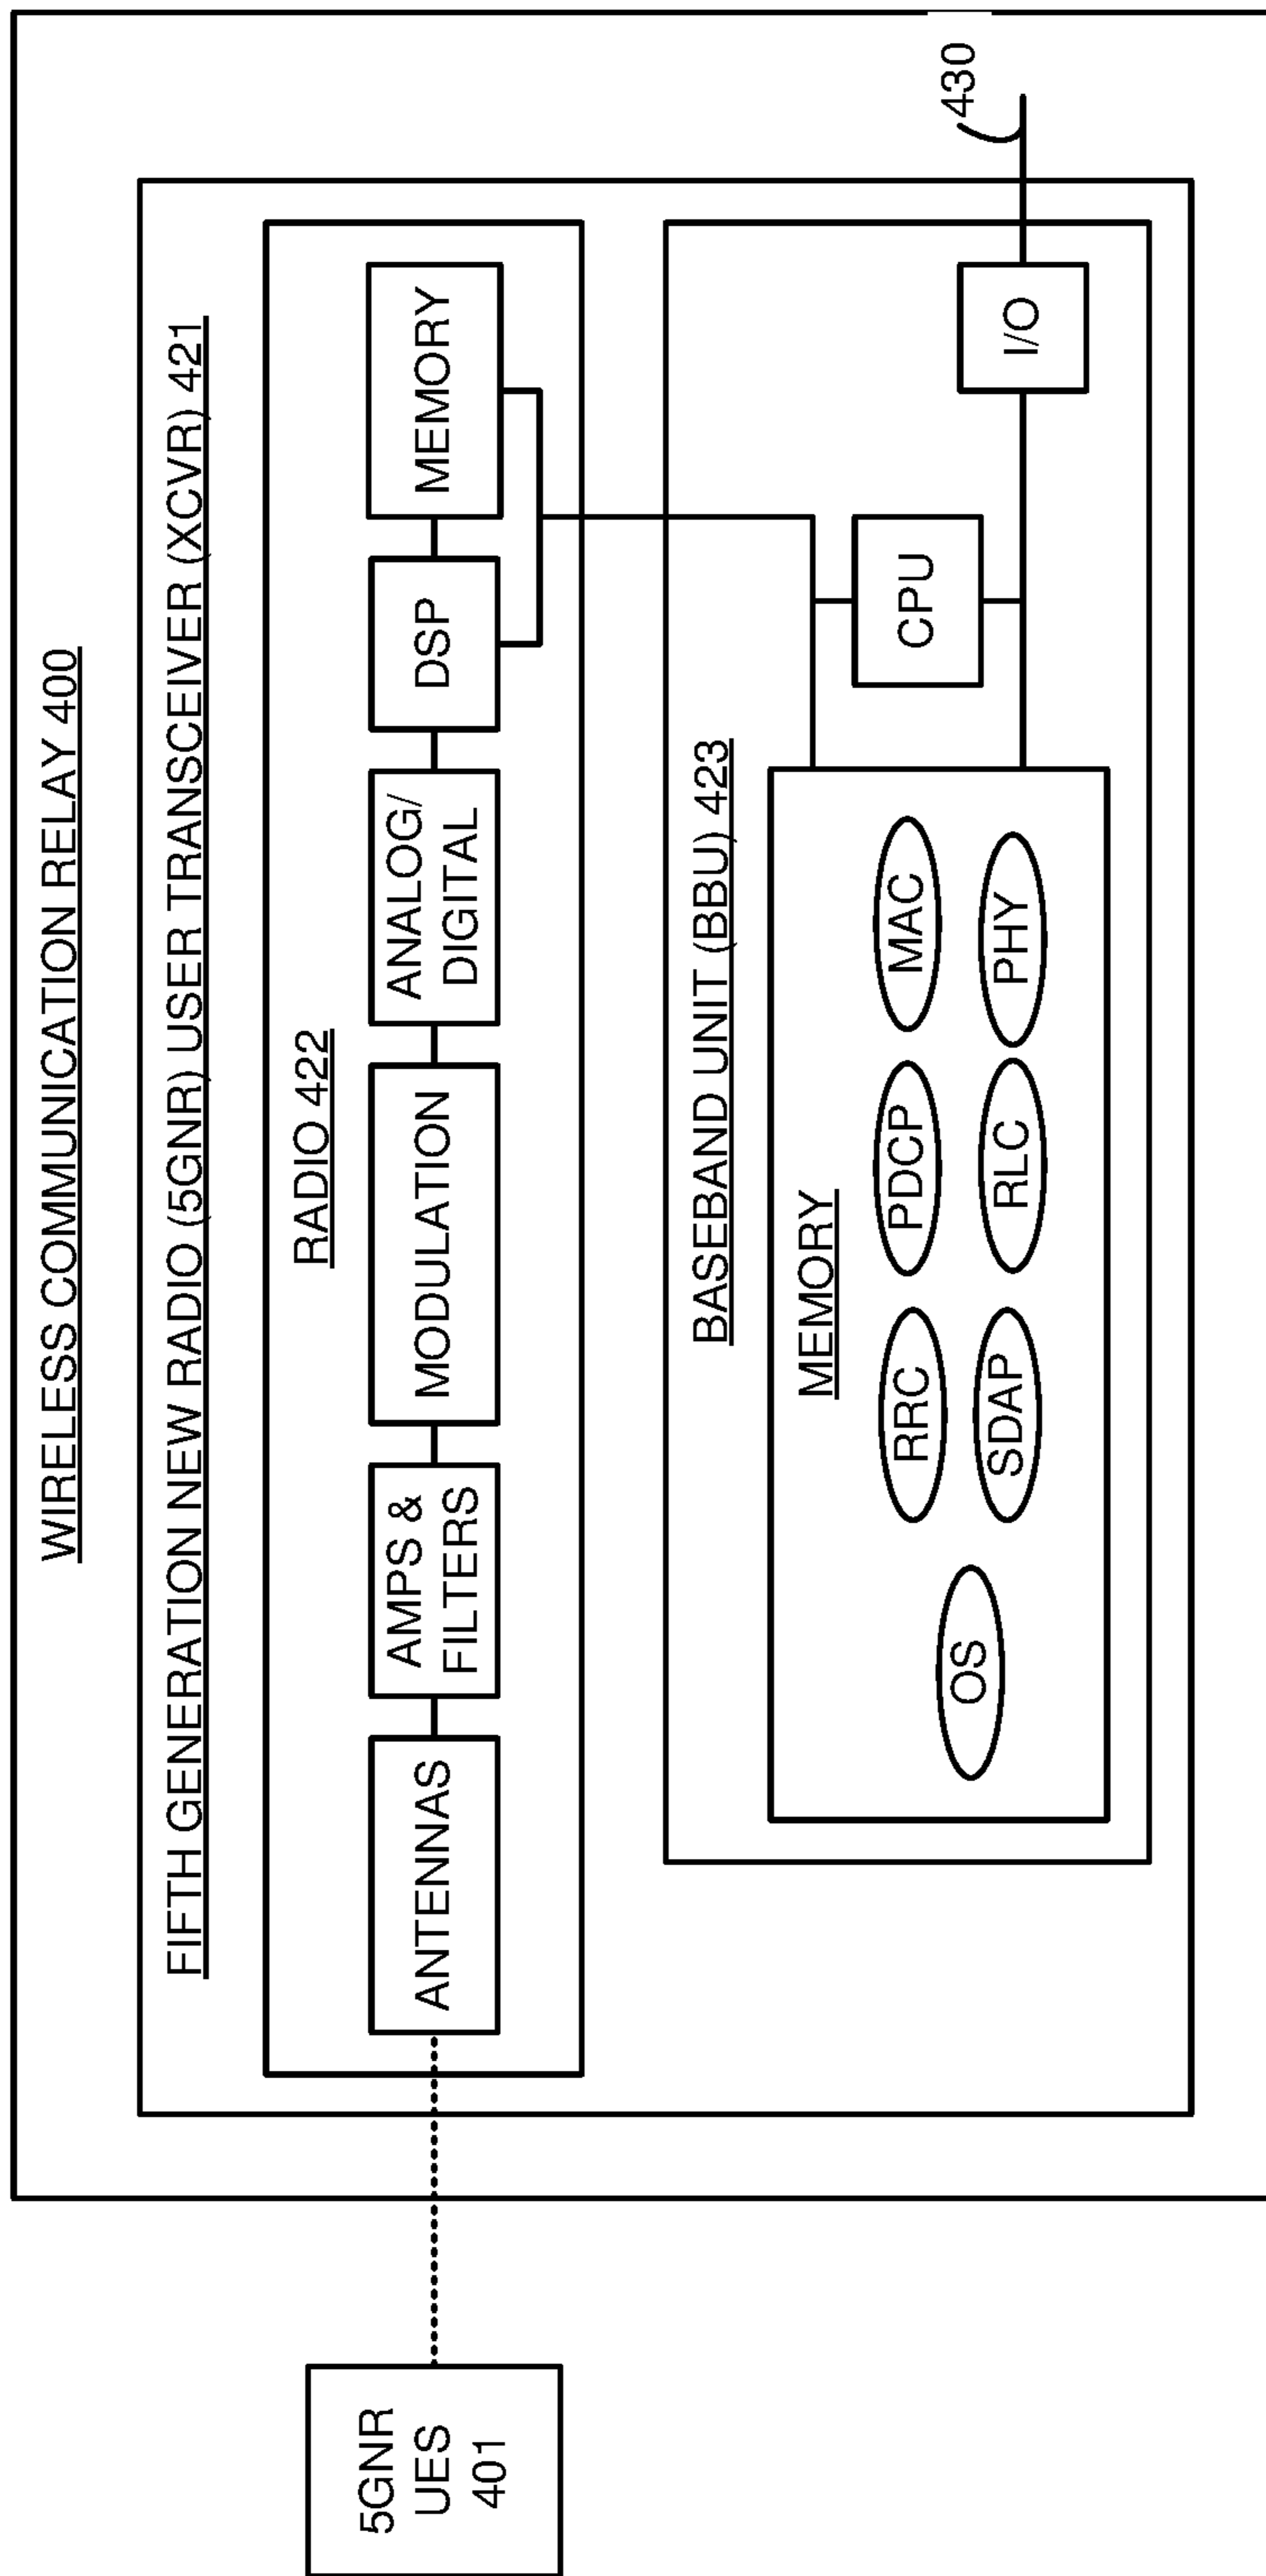 WIRELESS COMMUNICATION RELAY 400
FIFTH GENERATION NEW RADIO (5GNR) USER TRANSCEIVER (XCVR) 421
RADIO 422
5GNR
UES
401
ANTENNAS
AMPS &
FILTERS
MODULATION
ANALOG/
DIGITAL
DSP
MEMORY
BASEBAND UNIT (BBU) 423
MEMORY
OS
RRC
PDCP
MAC
SDAP
RLC
PHY
CPU
I/O
430